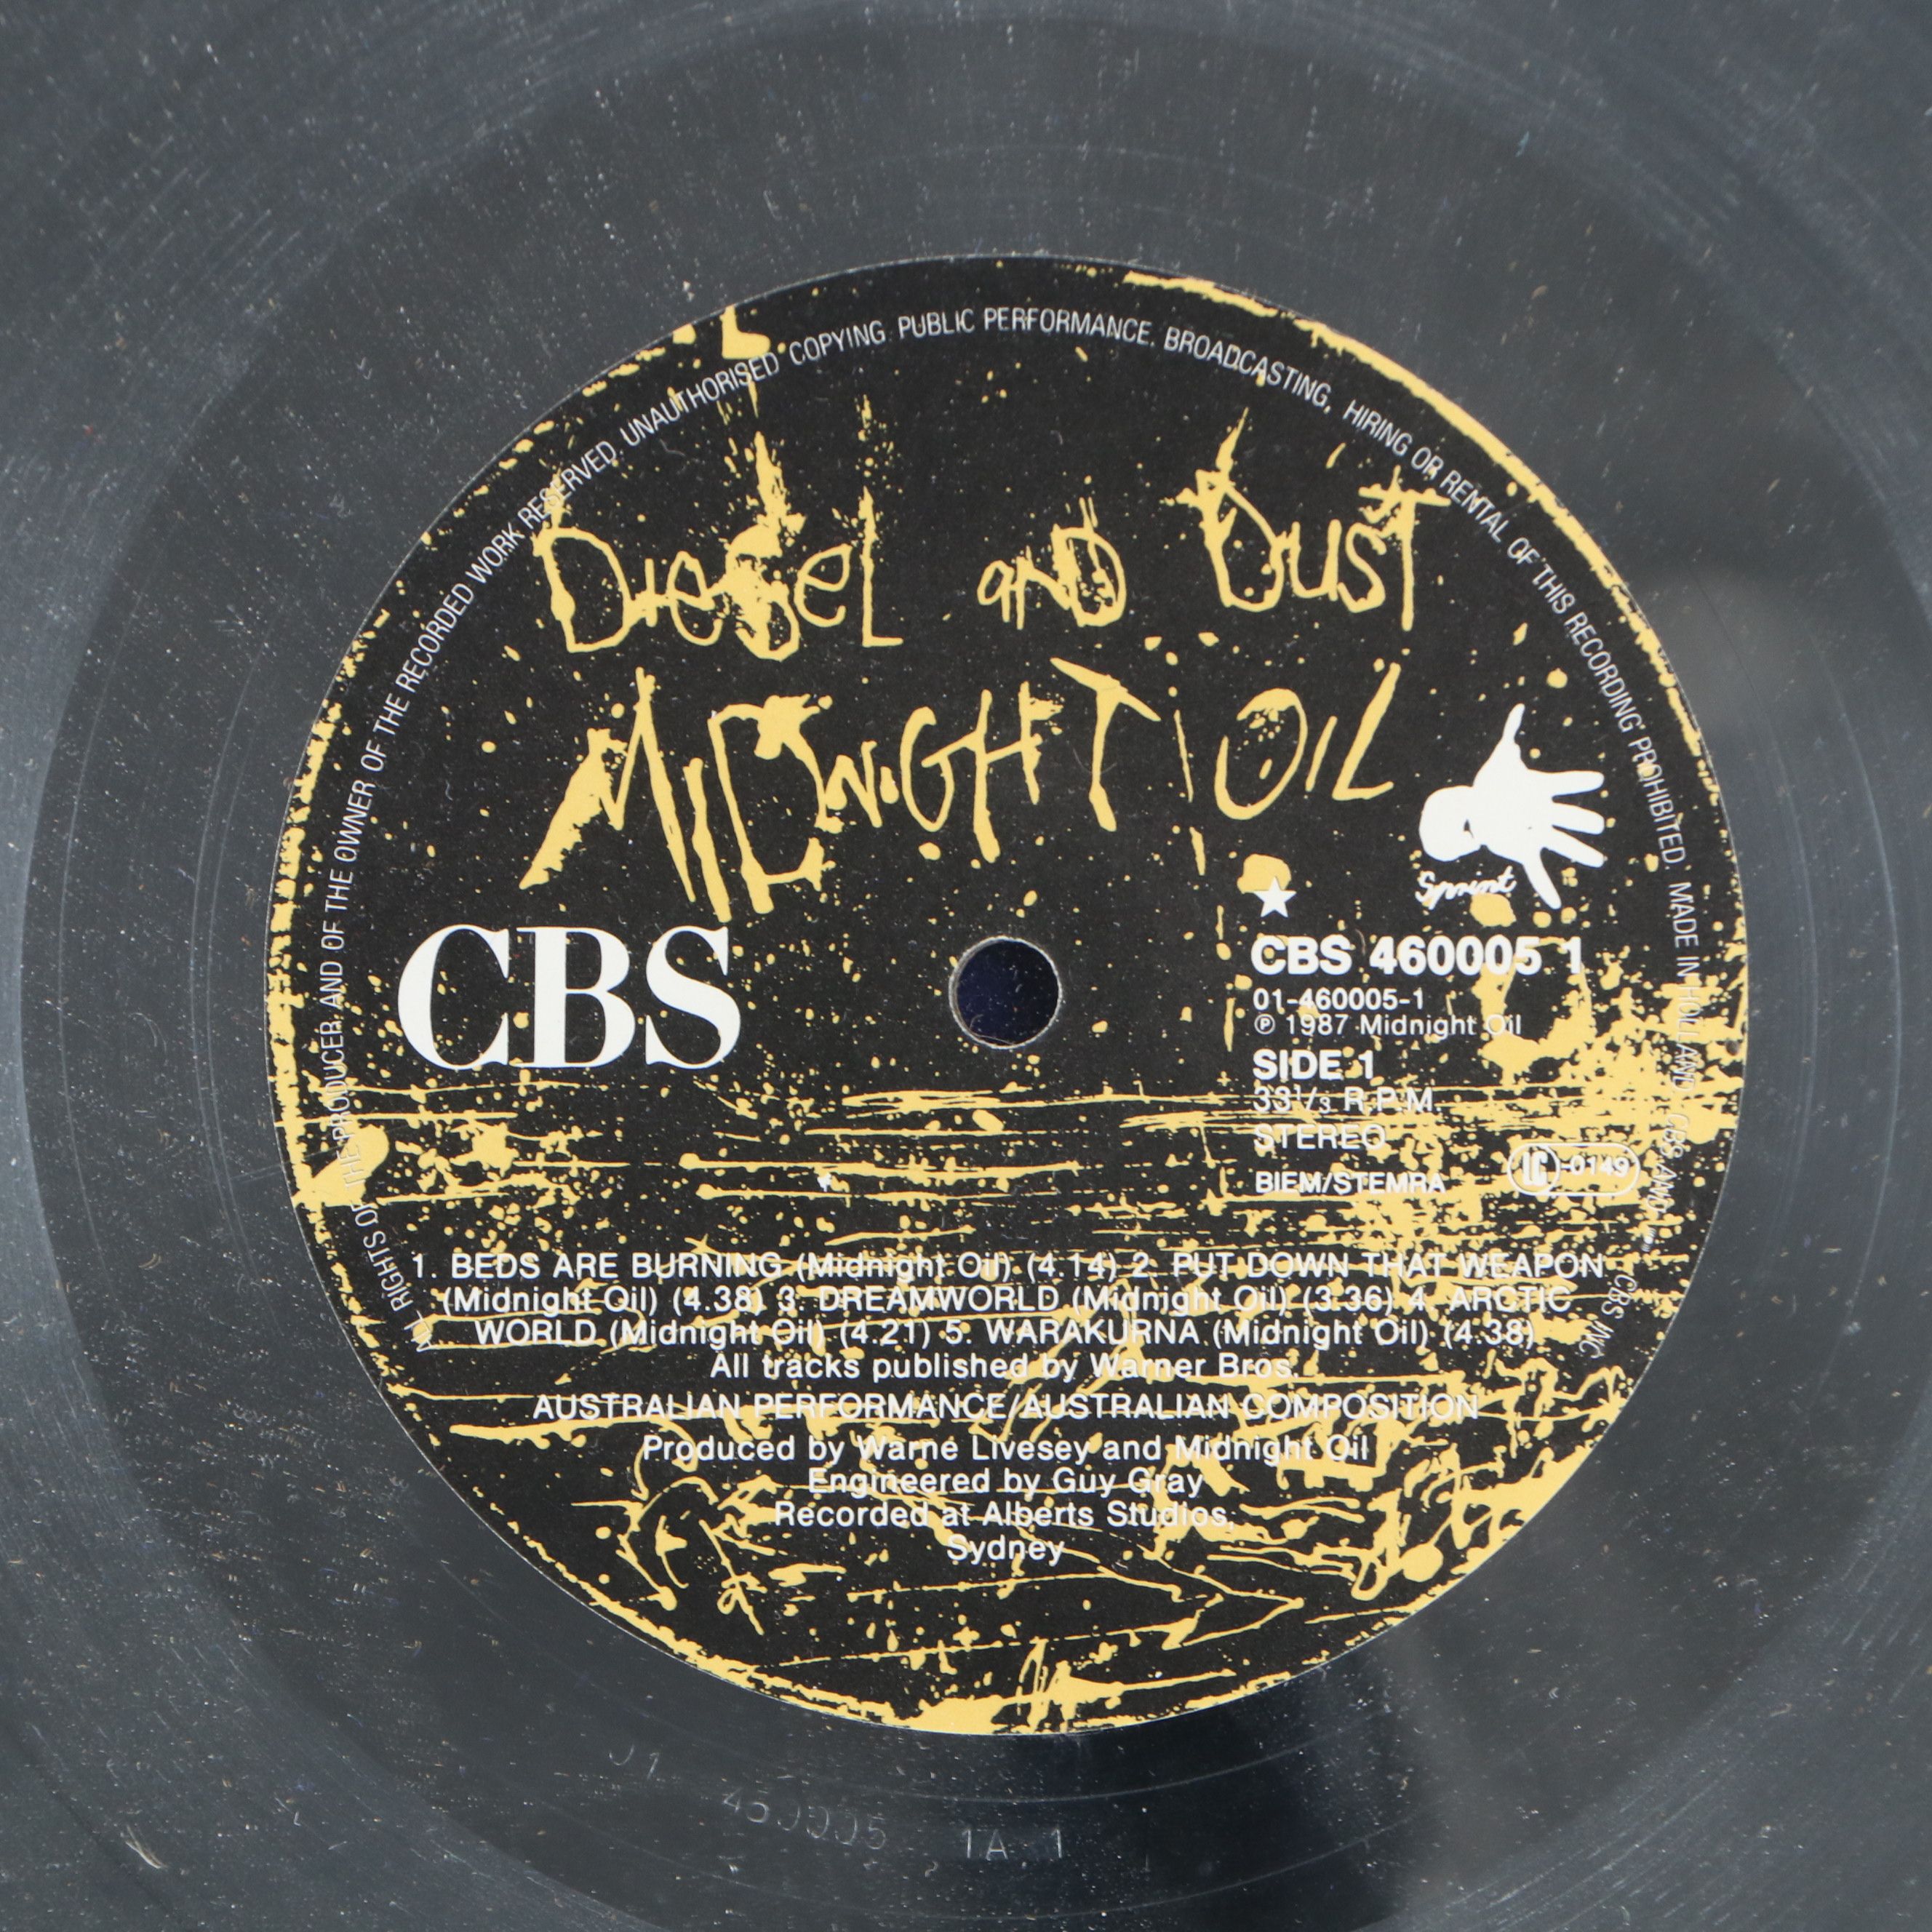 ALL RIGHTS OF THE PRODUCER AND OF THE OWNER OF THE RECORDED WORK RESERVED. UNAUTHORISED COPYING. PUBLIC PERFORMANCE. BROADCASTING, HIRING OR RENTAL OF THIS RECORDING PROHIBITED. MADE IN HOLLAND CBS CBS INC
DIeseL aND DusT
MIDNIGHT OIL
Sprint
CBS
CBS 460005 1
01-460005-1
℗ 1987 Midnight Oil
SIDE 1
33⅓ R.P.M.
STEREO
BIEM/STEMRA
LC 0149
1. BEDS ARE BURNING (Midnight Oil) (4.14) 2. PUT DOWN THAT WEAPON
(Midnight Oil) (4.38) 3. DREAMWORLD (Midnight Oil) (3.36) 4. ARCTIC
WORLD (Midnight Oil) (4.21) 5. WARAKURNA (Midnight Oil) (4.38)
All tracks published by Warner Bros.
AUSTRALIAN PERFORMANCE/AUSTRALIAN COMPOSITION
Produced by Warne Livesey and Midnight Oil
Engineered by Guy Gray
Recorded at Alberts Studios,
Sydney
01 460005 1A 1